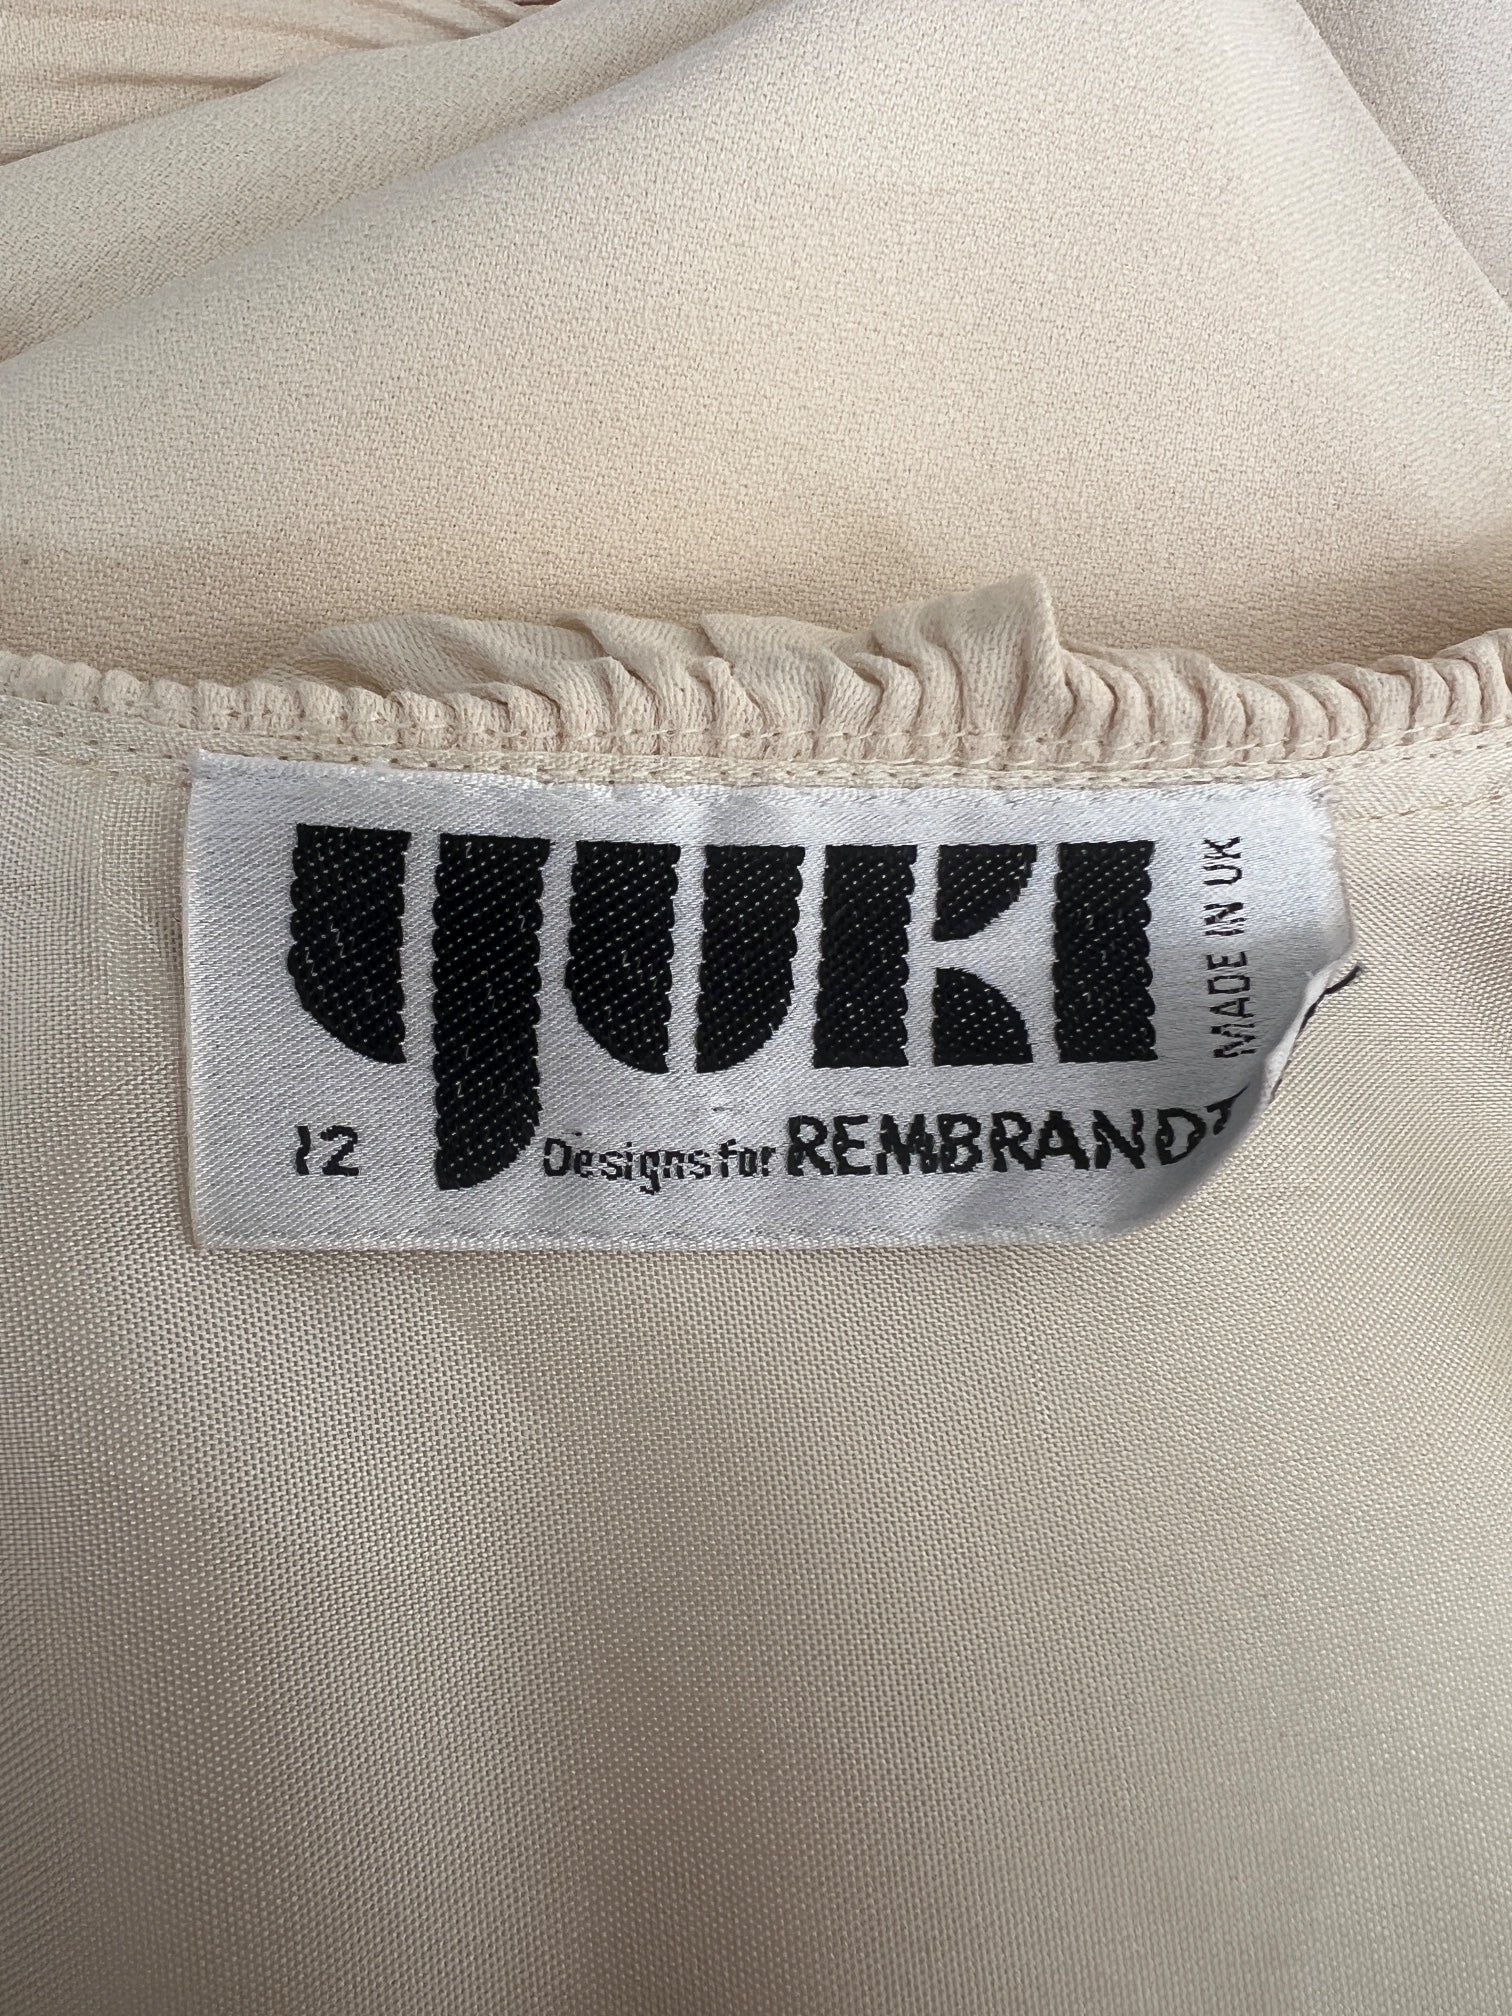 YUKI
MADE IN UK
12
Designs for REMBRANDT